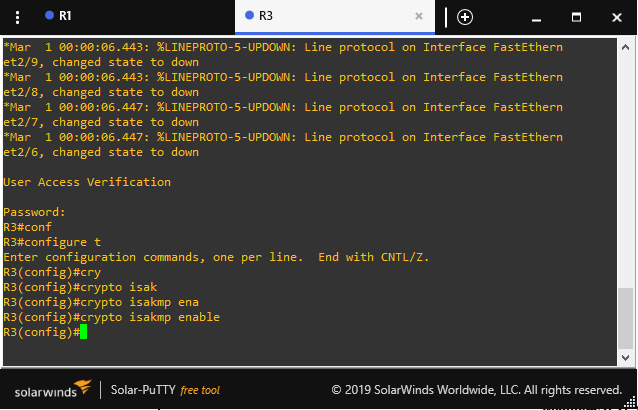 R1
R3
*Mar  1 00:00:06.443: %LINEPROTO-5-UPDOWN: Line protocol on Interface FastEthern
et2/9, changed state to down
*Mar  1 00:00:06.443: %LINEPROTO-5-UPDOWN: Line protocol on Interface FastEthern
et2/8, changed state to down
*Mar  1 00:00:06.447: %LINEPROTO-5-UPDOWN: Line protocol on Interface FastEthern
et2/7, changed state to down
*Mar  1 00:00:06.447: %LINEPROTO-5-UPDOWN: Line protocol on Interface FastEthern
et2/6, changed state to down
User Access Verification
Password:
R3#conf
R3#configure t
Enter configuration commands, one per line.  End with CNTL/Z.
R3(config)#cry
R3(config)#crypto isak
R3(config)#crypto isakmp ena
R3(config)#crypto isakmp enable
R3(config)#
solarwinds Solar-PuTTY free tool © 2019 SolarWinds Worldwide, LLC. All rights reserved.